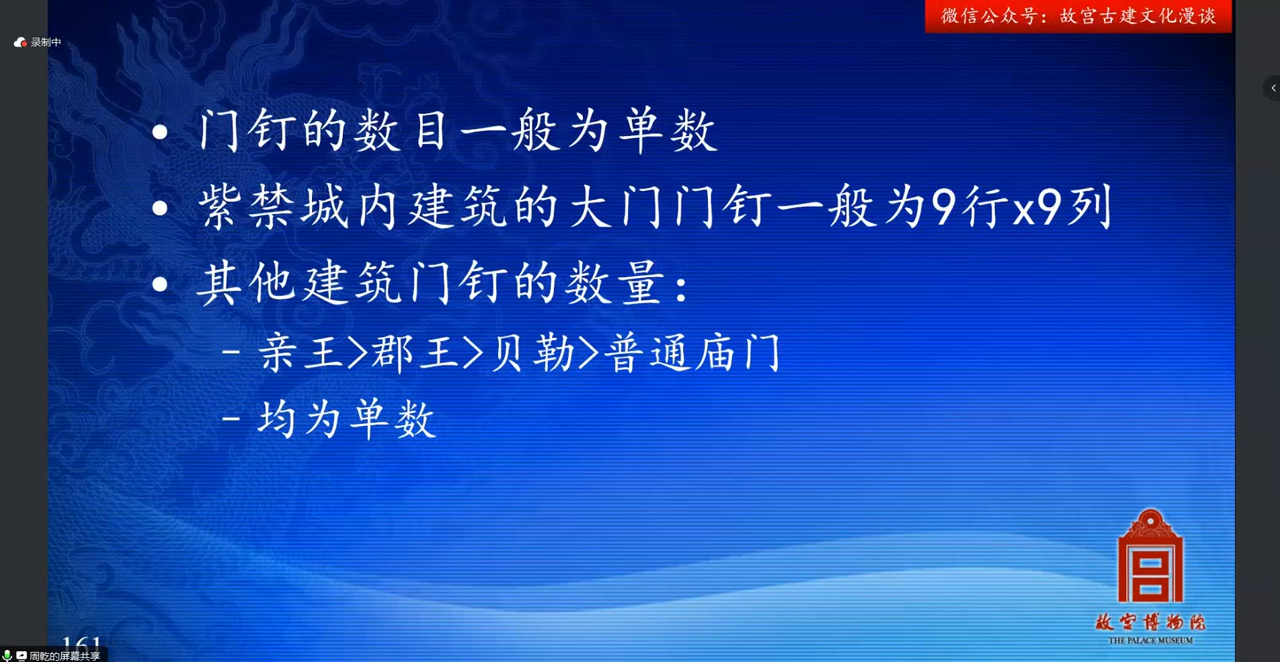 微信公众号：故宫古建文化漫谈
录制中
• 门钉的数目一般为单数
• 紫禁城内建筑的大门门钉一般为9行x9列
• 其他建筑门钉的数量：
- 亲王>郡王>贝勒>普通庙门
- 均为单数
故宫博物院
THE PALACE MUSEUM
161
周乾的屏幕共享